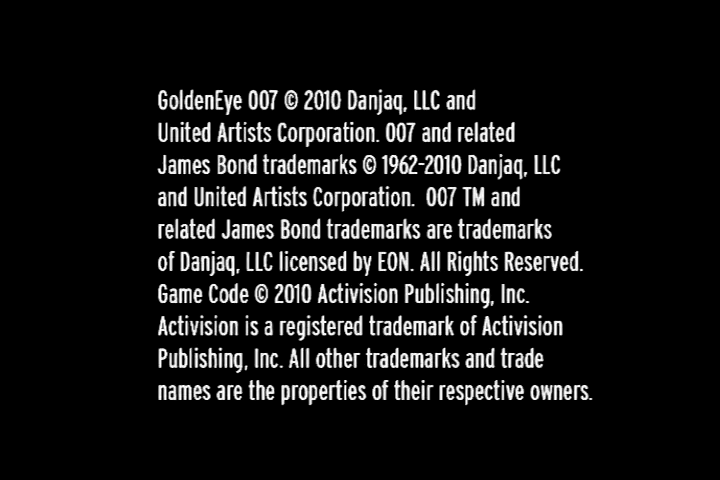 GoldenEye 007 © 2010 Danjaq, LLC and
United Artists Corporation. 007 and related
James Bond trademarks © 1962-2010 Danjaq, LLC
and United Artists Corporation.  007 TM and
related James Bond trademarks are trademarks
of Danjaq, LLC licensed by EON. All Rights Reserved.
Game Code © 2010 Activision Publishing, Inc.
Activision is a registered trademark of Activision
Publishing, Inc. All other trademarks and trade
names are the properties of their respective owners.